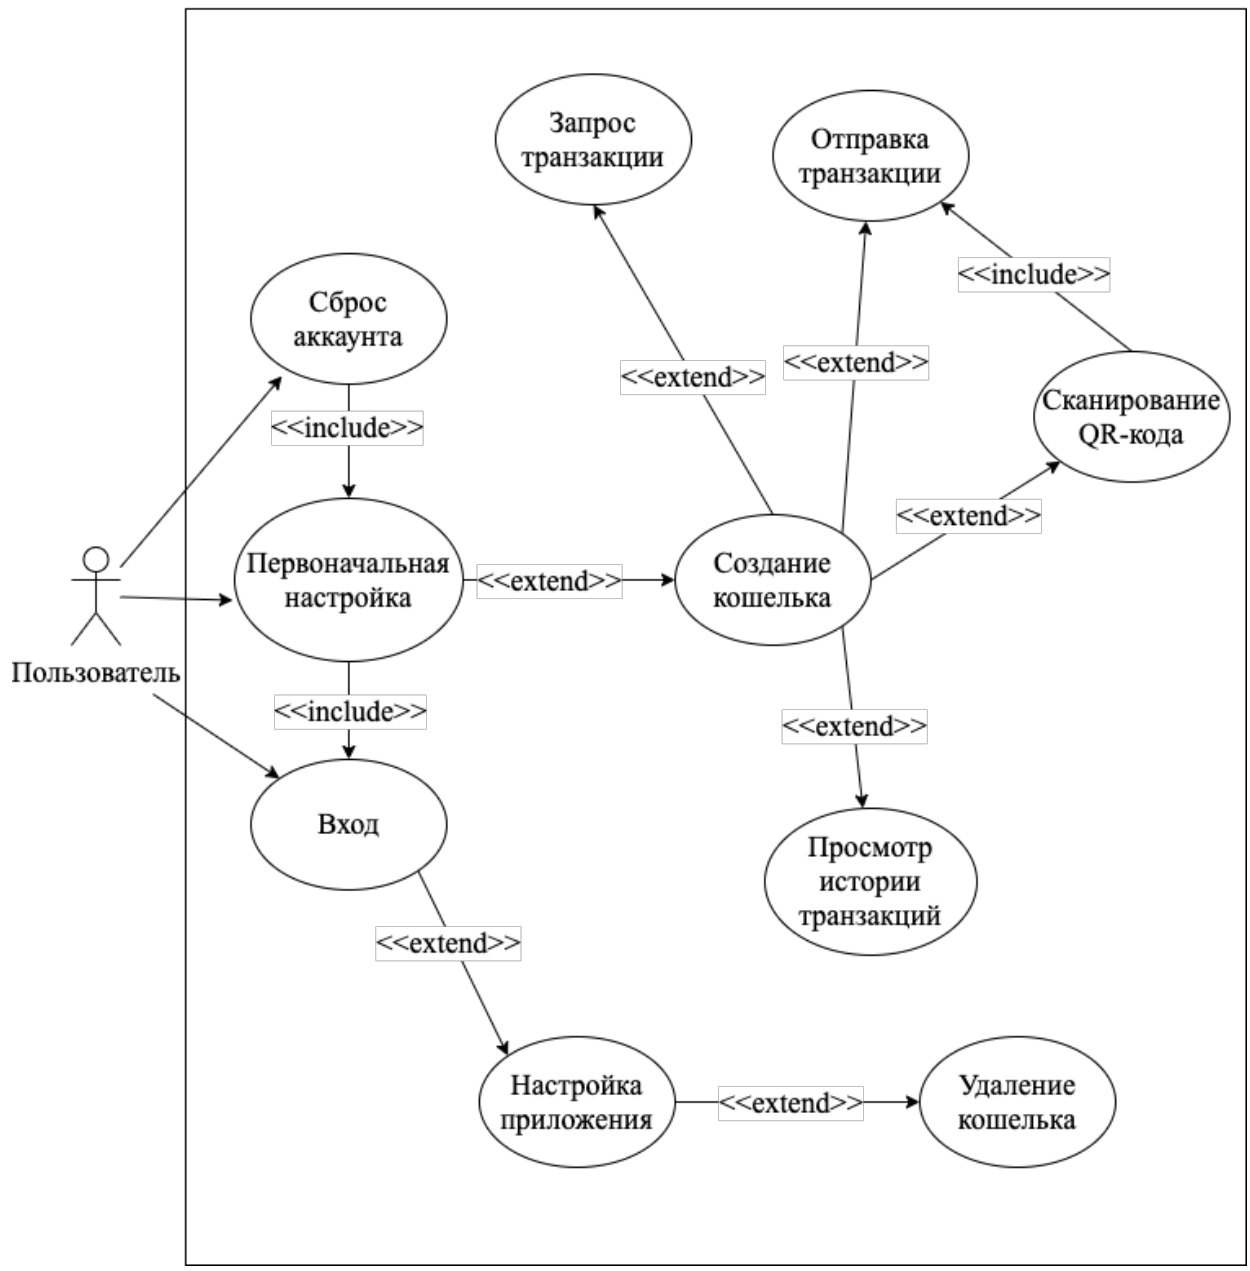 Запрос
транзакции
Отправка
транзакции
<<include>>
Сброс
аккаунта
<<extend>>
<<extend>>
Сканирование
QR-кода
<<include>>
<<extend>>
Первоначальная
настройка
<<extend>>
Создание
кошелька
Пользователь
<<include>>
<<extend>>
Вход
Просмотр
истории
транзакций
<<extend>>
Настройка
приложения
<<extend>>
Удаление
кошелька